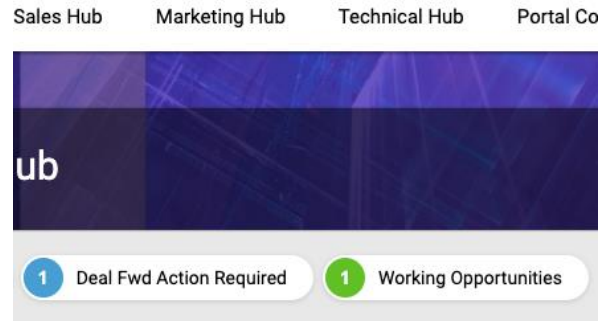 Sales Hub Marketing Hub Technical Hub Portal Co
ub
1 Deal Fwd Action Required 1 Working Opportunities